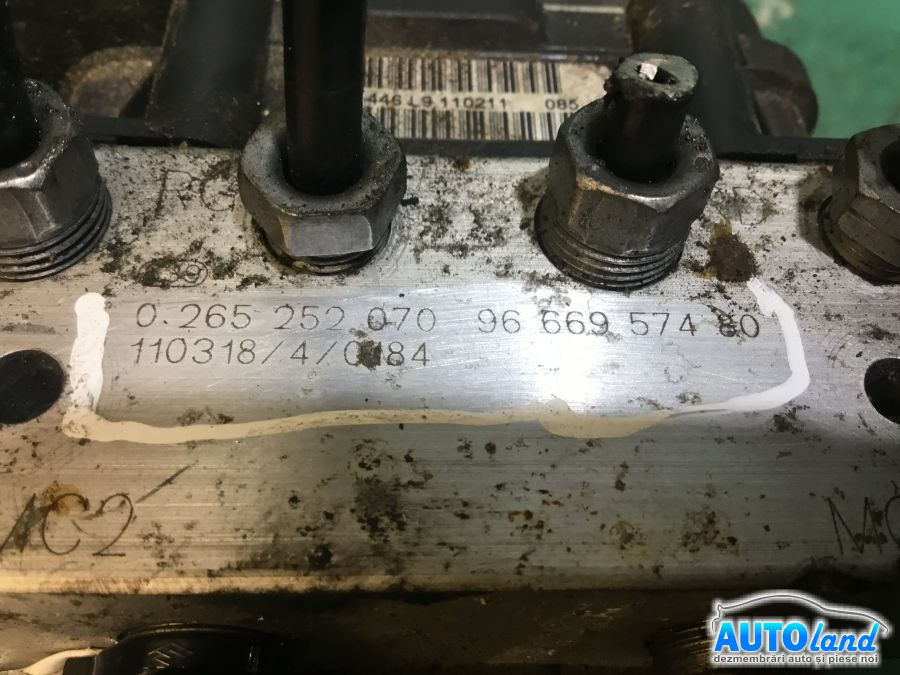 446 L9 110211 085
0.265 252 070 96 669 574 80
110318/4/0184
MC2
AUTOland
dezmembrări auto și piese noi